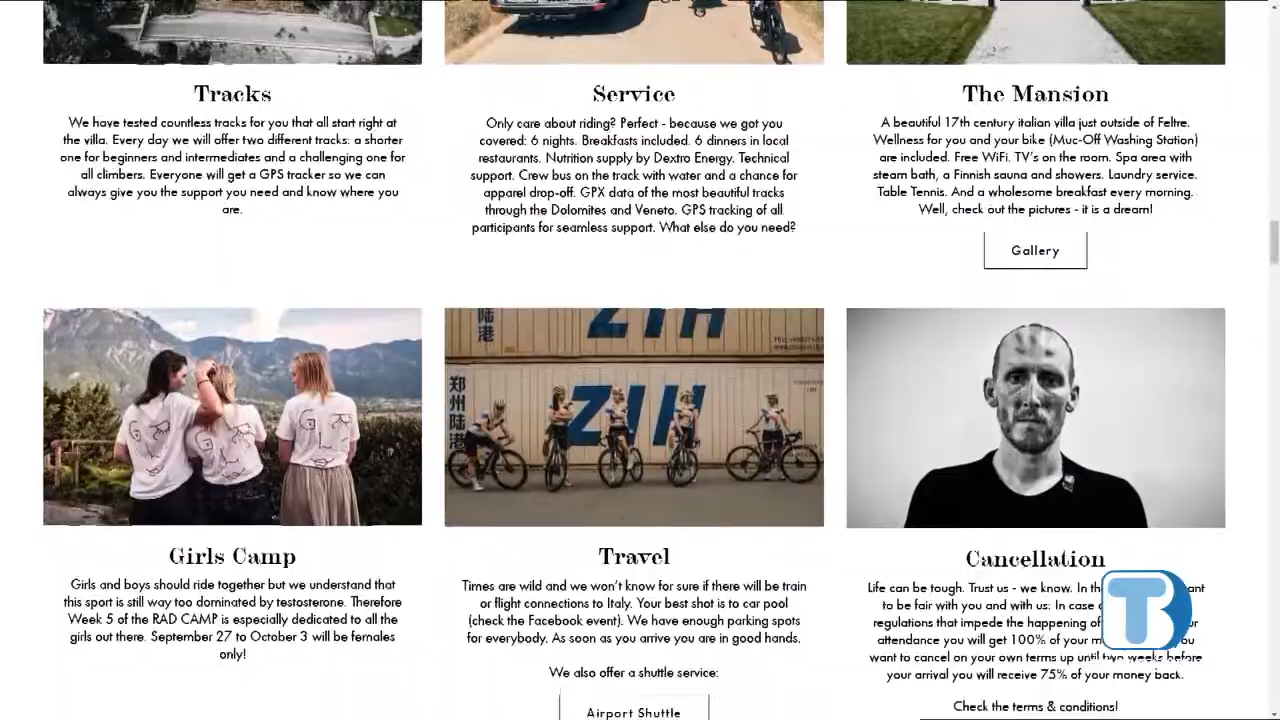 Tracks
We have tested countless tracks for you that all start right at
the villa. Every day we will offer two different tracks: a shorter
one for beginners and intermediates and a challenging one for
all climbers. Everyone will get a GPS tracker so we can
always give you the support you need and know where you
are.
Service
Only care about riding? Perfect - because we got you
covered: 6 nights. Breakfasts included. 6 dinners in local
restaurants. Nutrition supply by Dextro Energy. Technical
support. Crew bus on the track with water and a chance for
apparel drop-off. GPX data of the most beautiful tracks
through the Dolomites and Veneto. GPS tracking of all
participants for seamless support. What else do you need?
The Mansion
A beautiful 17th century italian villa just outside of Feltre.
Wellness for you and your bike (Muc-Off Washing Station)
are included. Free WiFi. TV's on the room. Spa area with
steam bath, a Finnish sauna and showers. Laundry service.
Table Tennis. And a wholesome breakfast every morning.
Well, check out the pictures - it is a dream!
Gallery
ZIH
陆
港
ZIH
郑
州
陆
港
Girls Camp
Girls and boys should ride together but we understand that
this sport is still way too dominated by testosterone. Therefore
Week 5 of the RAD CAMP is especially dedicated to all the
girls out there. September 27 to October 3 will be females
only!
Travel
Times are wild and we won't know for sure if there will be train
or flight connections to Italy. Your best shot is to car pool
(check the Facebook event). We have enough parking spots
for everybody. As soon as you arrive you are in good hands.
We also offer a shuttle service:
Airport Shuttle
Cancellation
Life can be tough. Trust us - we know. In
to be fair with you and with us: In case
regulations that impede the happening of
attendance you will get 100% of your
want to cancel on your own terms up until two weeks before
your arrival you will receive 75% of your money back.
Check the terms & conditions!
TB